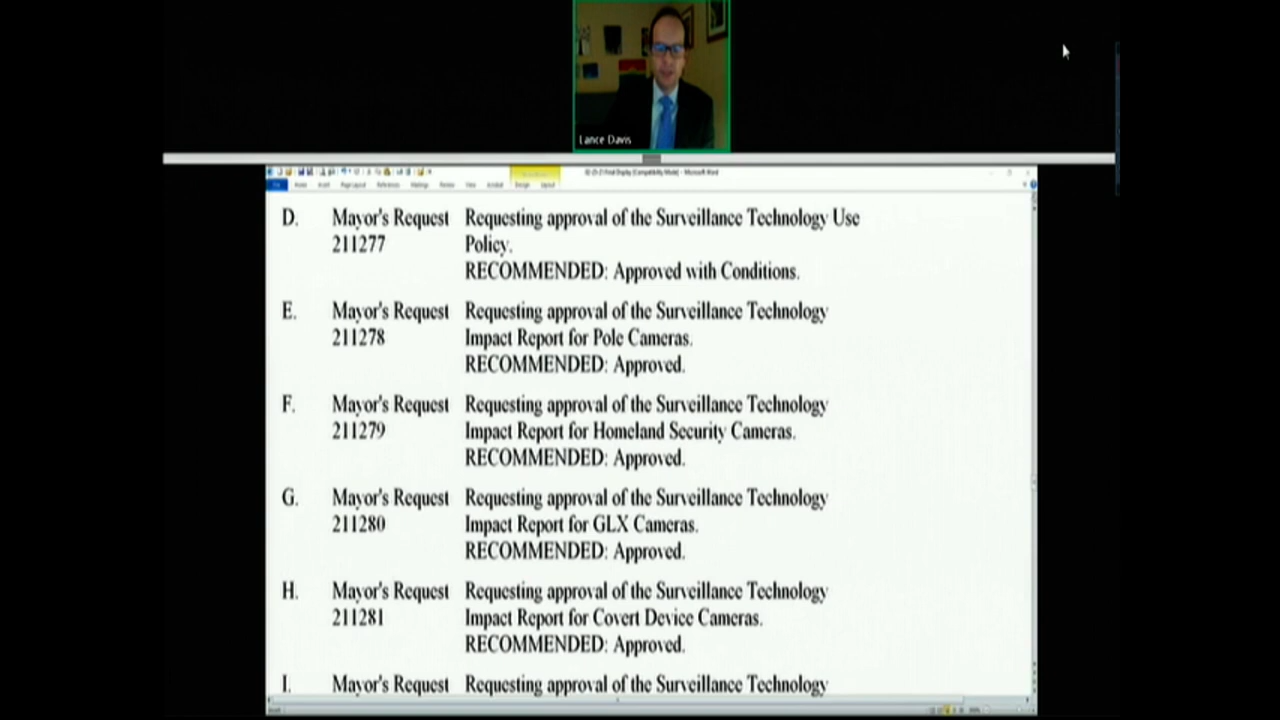 Lance Davis
D. Mayor's Request Requesting approval of the Surveillance Technology Use
211277 Policy.
RECOMMENDED: Approved with Conditions.
E. Mayor's Request Requesting approval of the Surveillance Technology
211278 Impact Report for Pole Cameras.
RECOMMENDED: Approved.
F. Mayor's Request Requesting approval of the Surveillance Technology
211279 Impact Report for Homeland Security Cameras.
RECOMMENDED: Approved.
G. Mayor's Request Requesting approval of the Surveillance Technology
211280 Impact Report for GLX Cameras.
RECOMMENDED: Approved.
H. Mayor's Request Requesting approval of the Surveillance Technology
211281 Impact Report for Covert Device Cameras.
RECOMMENDED: Approved.
I. Mayor's Request Requesting approval of the Surveillance Technology